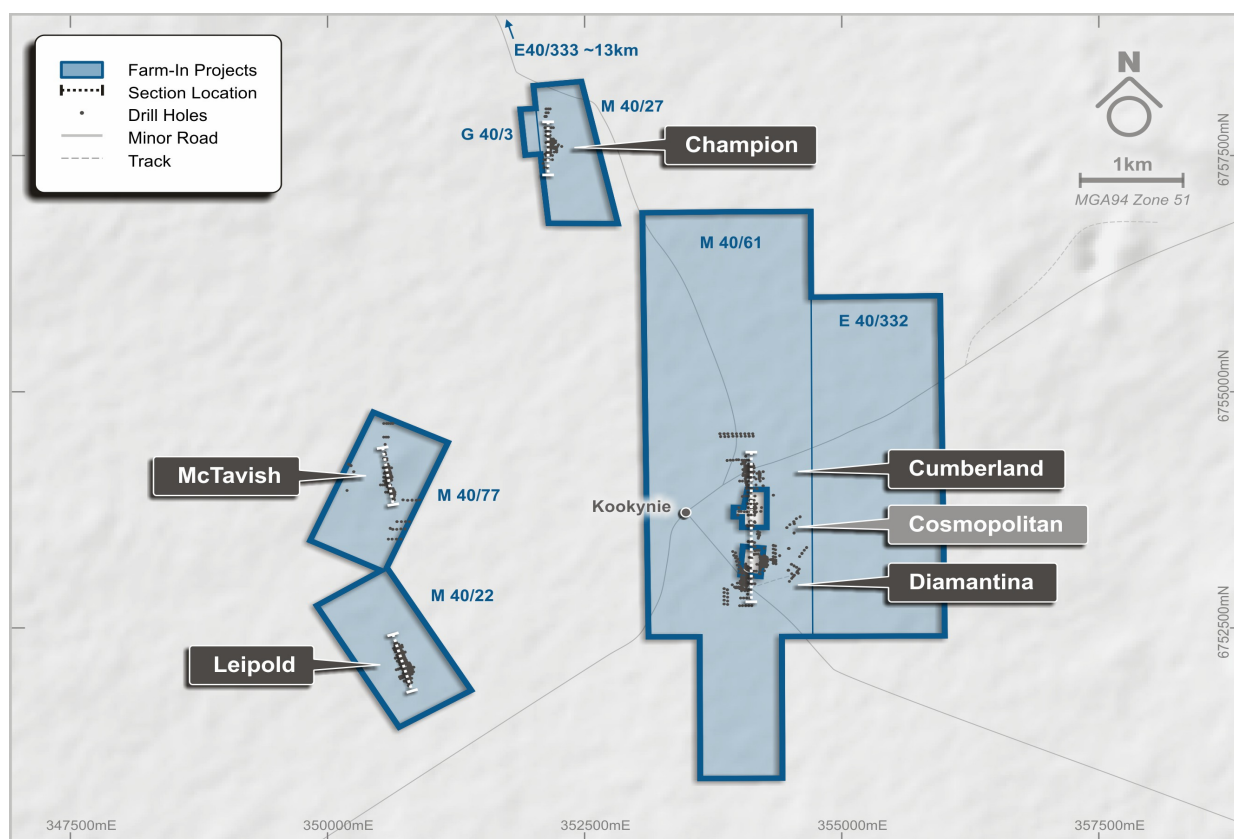 E40/333 ~13km
Farm-In Projects
Section Location
Drill Holes
Minor Road
Track
M 40/27
G 40/3
Champion
N
1km
MGA94 Zone 51
6757500mN
M 40/61
E 40/332
6755000mN
McTavish
M 40/77
Kookynie
Cumberland
Cosmopolitan
Diamantina
M 40/22
Leipold
6752500mN
347500mE
350000mE
352500mE
355000mE
357500mE